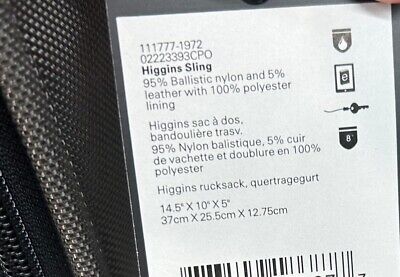 111777-1972
02223393CPO
Higgins Sling
95% Ballistic nylon and 5%
leather with 100% polyester
lining
Higgins sac à dos,
bandoulière trasv.
95% Nylon balistique, 5% cuir
de vachette et doublure en 100%
polyester
Higgins rucksack, quertragegurt
14.5" X 10" X 5"
37cm X 25.5cm X 12.75cm
e
8"